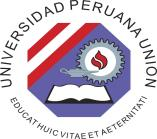 UNIVERSIDAD PERUANA UNION
EDUCAT HUIC VITAE ET AETERNITATI